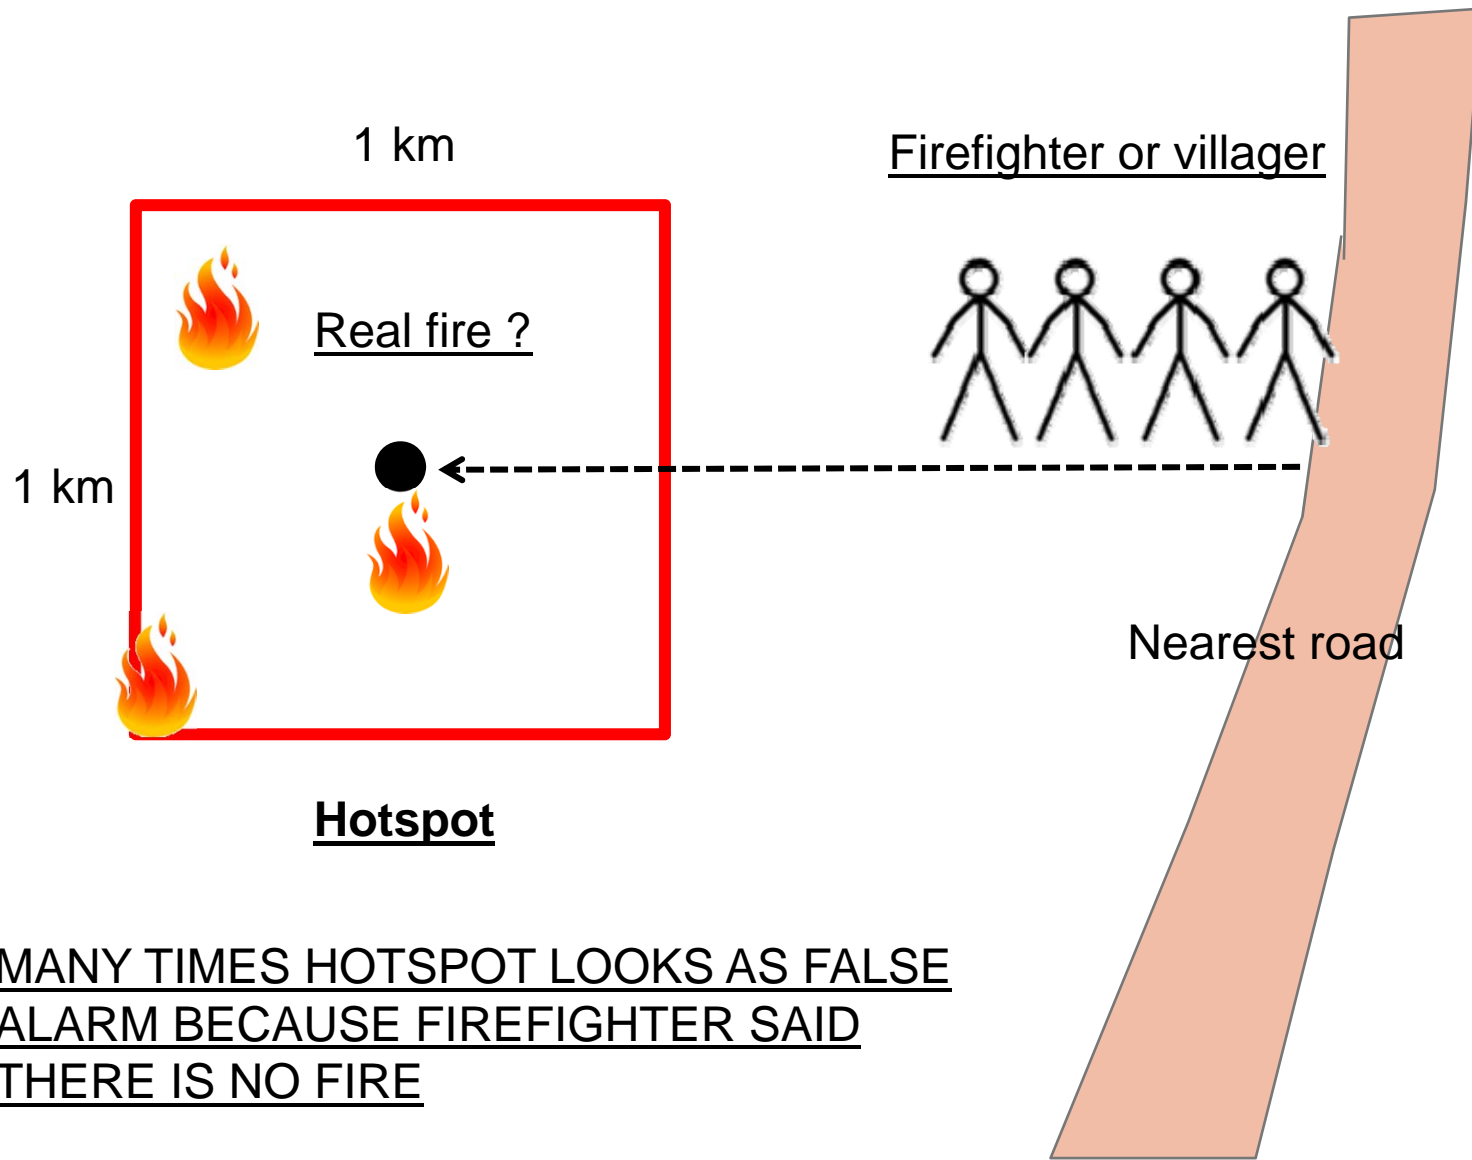 1 km
Firefighter or villager
Real fire ?
1 km
Nearest road
Hotspot
MANY TIMES HOTSPOT LOOKS AS FALSE
ALARM BECAUSE FIREFIGHTER SAID
THERE IS NO FIRE